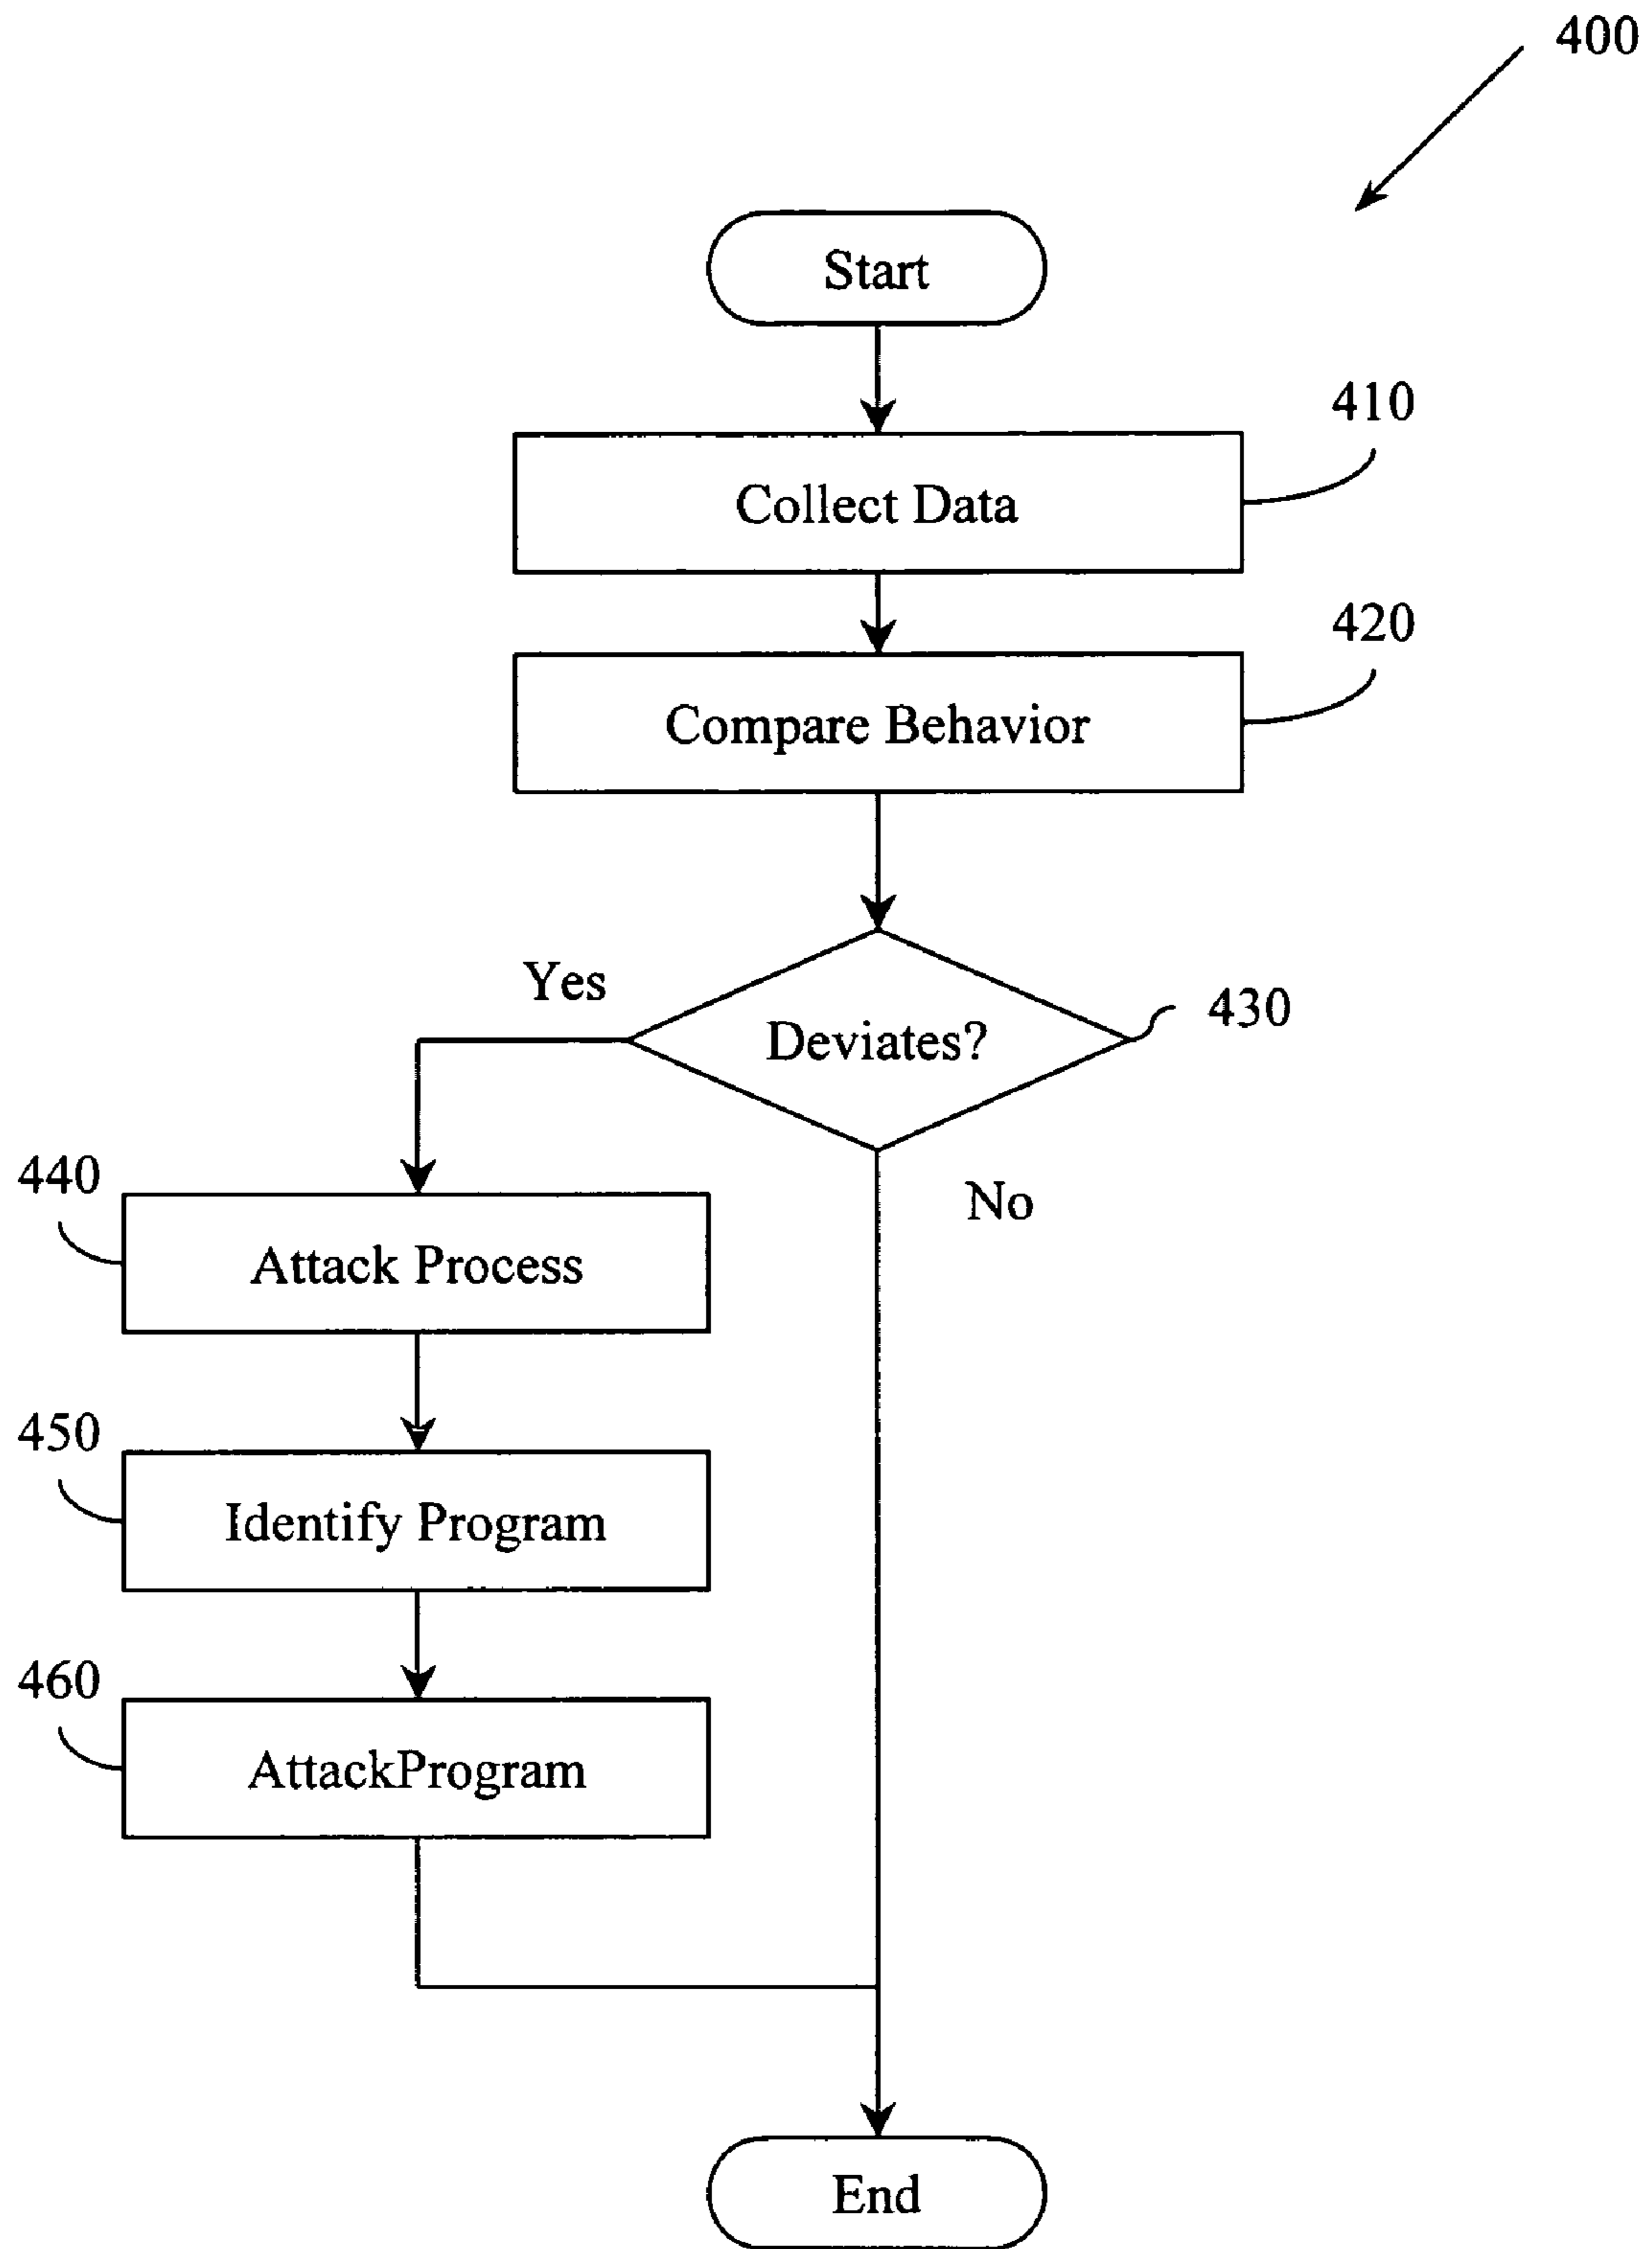 400
Start
410
Collect Data
420
Compare Behavior
Yes
430
Deviates?
440
No
Attack Process
450
Identify Program
460
AttackProgram
End